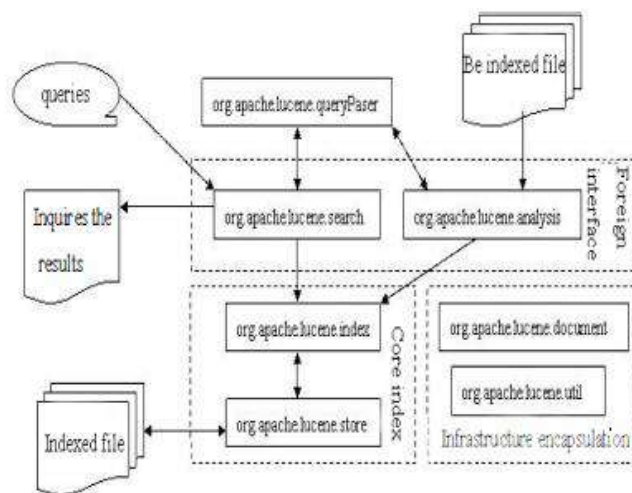 Be indexed file
queries
org.apache.lucene.queryPaser
Foreign
interface
Inquires the
results
org.apache.lucene.search
org.apache.lucene.analysis
org.apache.lucene.index
Core index
org.apache.lucene.document
org.apache.lucene.util
Infrastructure encapsulation
Indexed file
org.apache.lucene.store